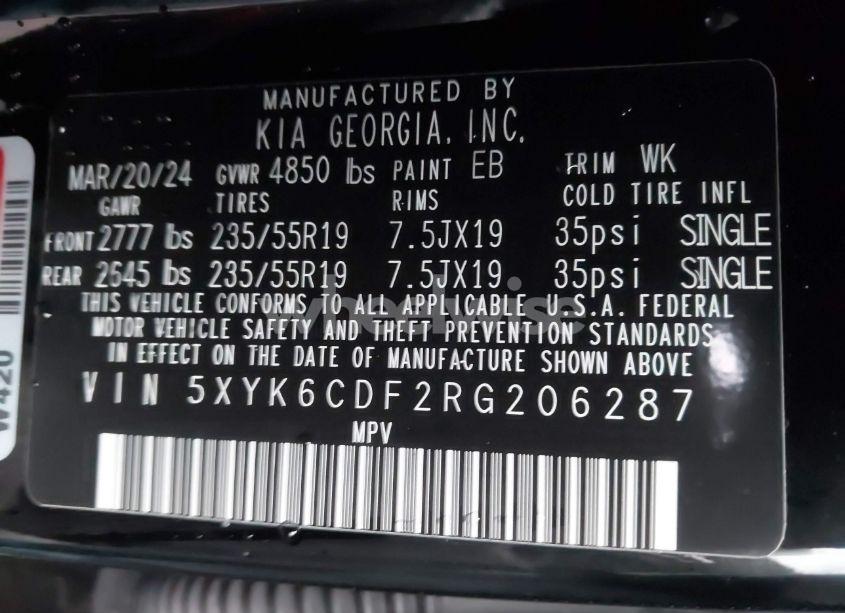 MANUFACTURED BY
KIA GEORGIA, INC.
MAR/20/24 GVWR 4850 lbs PAINT EB TRIM WK
GAWR TIRES RIMS COLD TIRE INFL
FRONT 2777 lbs 235/55R19 7.5JX19 35psi SINGLE
REAR 2645 lbs 235/55R19 7.5JX19 35psi SINGLE
THIS VEHICLE CONFORMS TO ALL APPLICABLE U.S.A. FEDERAL
MOTOR VEHICLE SAFETY AND THEFT PREVENTION STANDARDS
IN EFFECT ON THE DATE OF MANUFACTURE SHOWN ABOVE
VIN 5XYK6CDF2RG206287
MPV
W420